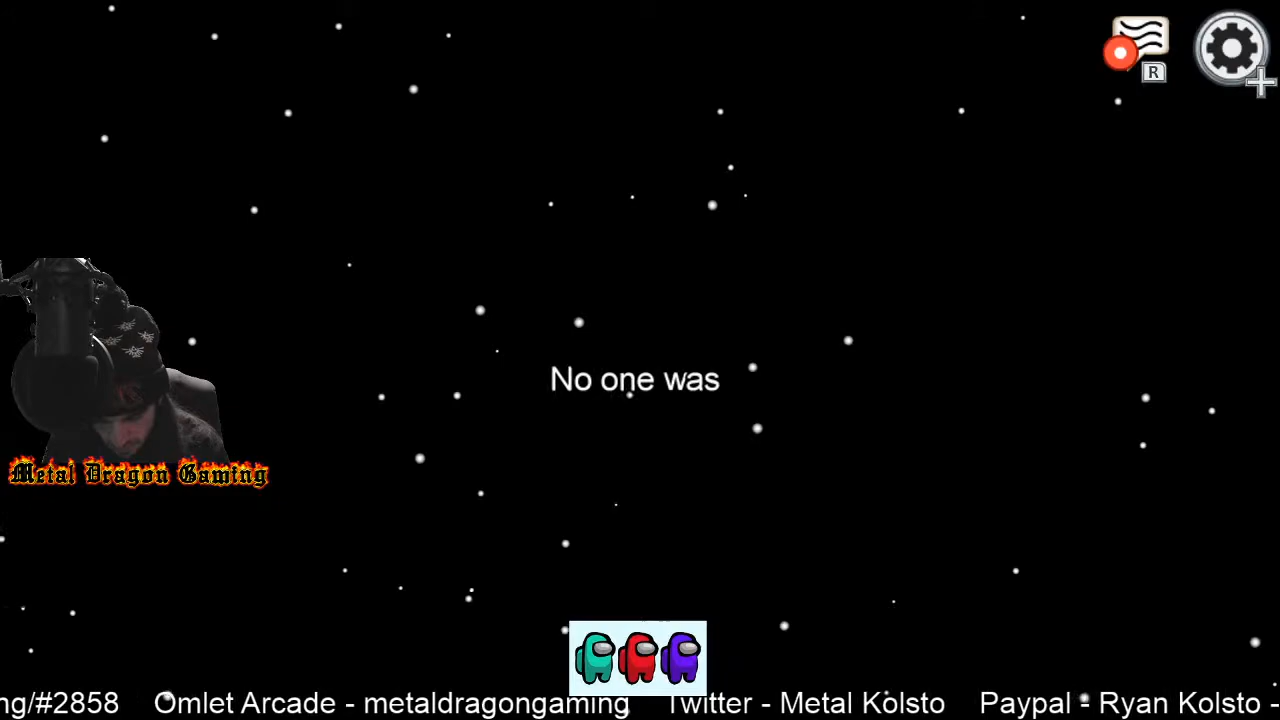 R
No one was
Metal Dragon Gaming
ng/#2858 Omlet Arcade - metaldragongaming Twitter - Metal Kolsto Paypal - Ryan Kolsto -